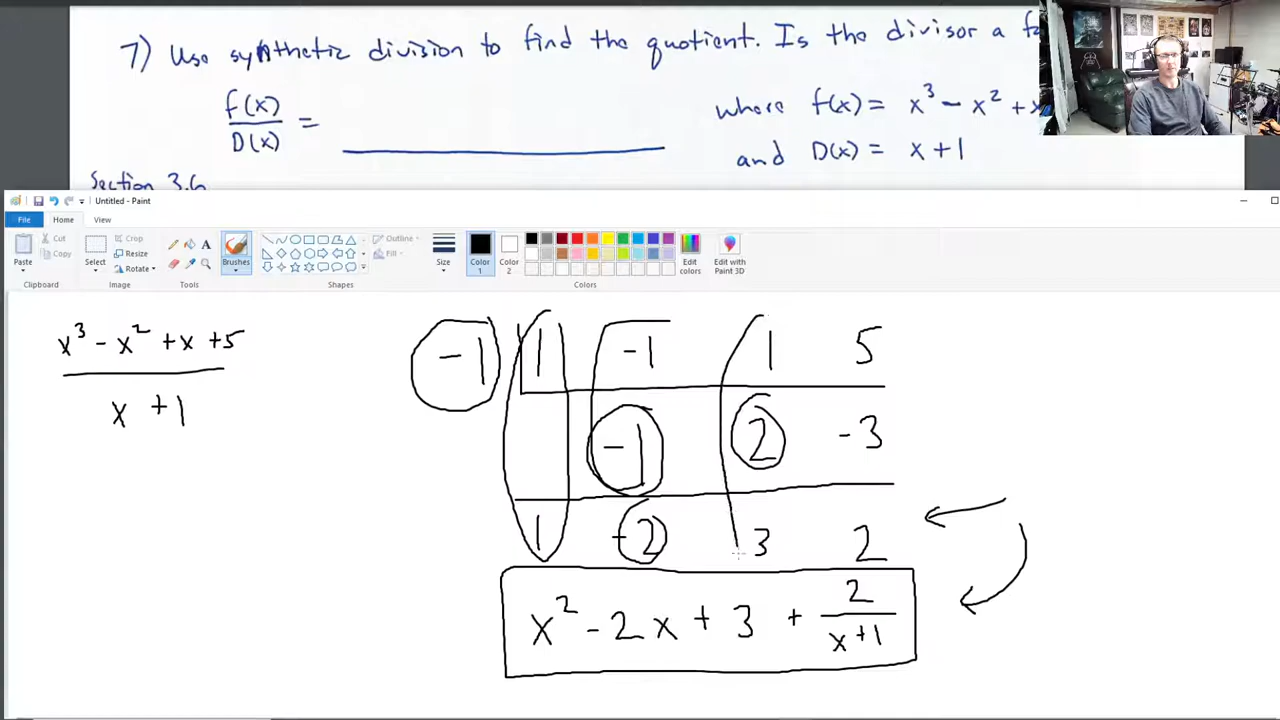 7) Use synthetic division to find the quotient. Is the divisor a
f(x)/D(x) = ________ where f(x) = x³ - x² + x
and D(x) = x + 1
Section 3.6
Untitled - Paint
File Home View
Paste Cut Copy Select Crop Resize Rotate Brushes Outline Fill Size Color 1 Color 2 Edit colors Edit with Paint 3D
Clipboard Image Tools Shapes Colors
x³ - x² + x + 5
x + 1
-1 1 -1 1 5
-1 2 -3
1 -2 3 2
x² - 2x + 3 + 2/(x+1)